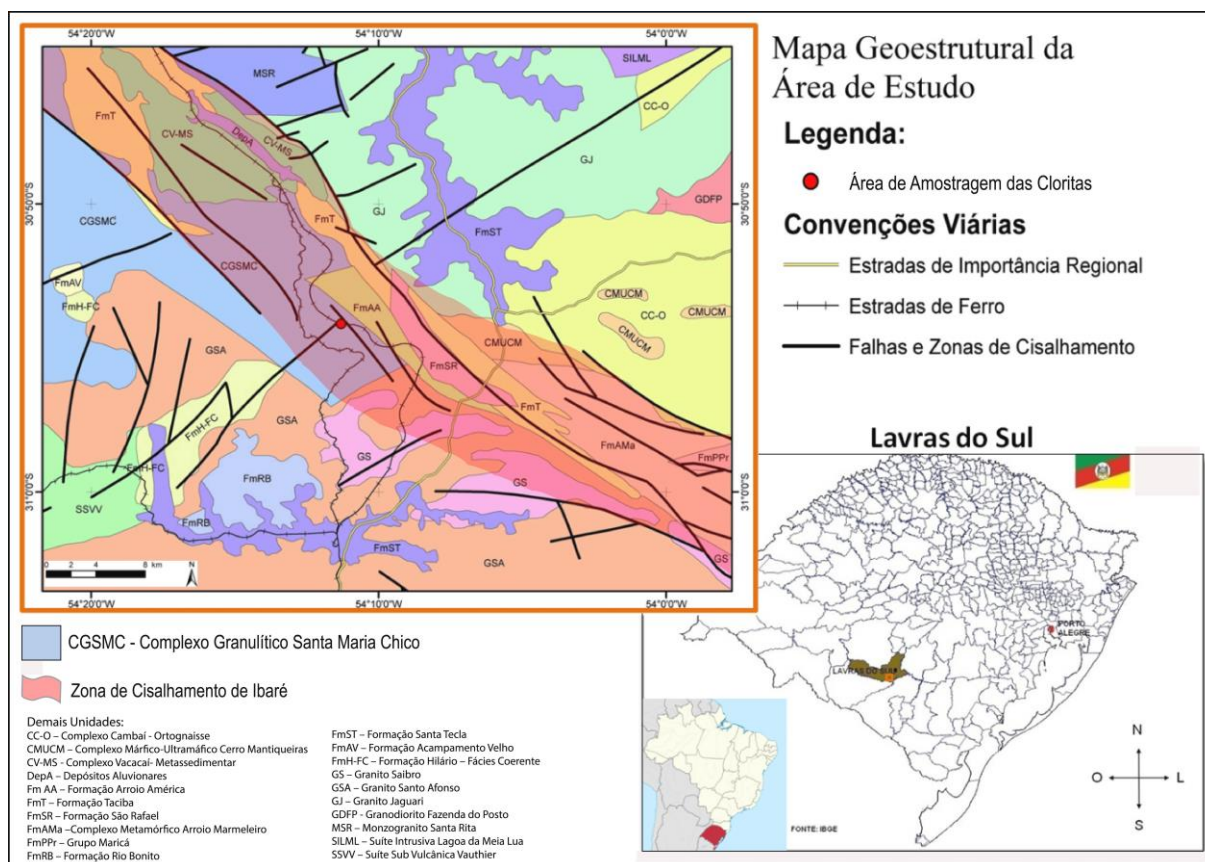 54°20'0"W
54°10'0"W
54°0'0"W
MSR
SILML
CC-O
FmT
CV-MS
DepA
CV-MS
GJ
GDFP
30°50'0"S
30°50'0"S
CGSMC
FmT
GJ
FmST
CGSMC
FmAV
FmH-FC
FmAA
CMUCM
CC-O
CMUCM
CMUCM
GSA
CMUCM
FmSR
FmT
GSA
FmH-FC
FmAMa
FmPPr
GS
FmH-FC
FmRB
GS
31°0'0"S
31°0'0"S
SSVV
FmRB
FmST
GSA
GS
0 2 4 8 km
N
54°20'0"W
54°10'0"W
54°0'0"W
Mapa Geoestrutural da
Área de Estudo
Legenda:
Área de Amostragem das Cloritas
Convenções Viárias
Estradas de Importância Regional
Estradas de Ferro
Falhas e Zonas de Cisalhamento
Lavras do Sul
PORTO
ALEGRE
LAVRAS DO SUL
N
O
L
S
FONTE: IBGE
CGSMC - Complexo Granulítico Santa Maria Chico
Zona de Cisalhamento de Ibaré
Demais Unidades:
CC-O – Complexo Cambaí - Ortognaisse
CMUCM – Complexo Márfico-Ultramáfico Cerro Mantiqueiras
CV-MS - Complexo Vacacaí- Metassedimentar
DepA – Depósitos Aluvionares
Fm AA – Formação Arroio América
FmT – Formação Taciba
FmSR – Formação São Rafael
FmAMa –Complexo Metamórfico Arroio Marmeleiro
FmPPr – Grupo Maricá
FmRB – Formação Rio Bonito
FmST – Formação Santa Tecla
FmAV – Formação Acampamento Velho
FmH-FC – Formação Hilário – Fácies Coerente
GS – Granito Saibro
GSA – Granito Santo Afonso
GJ – Granito Jaguari
GDFP - Granodiorito Fazenda do Posto
MSR – Monzogranito Santa Rita
SILML – Suíte Intrusiva Lagoa da Meia Lua
SSVV – Suíte Sub Vulcânica Vauthier